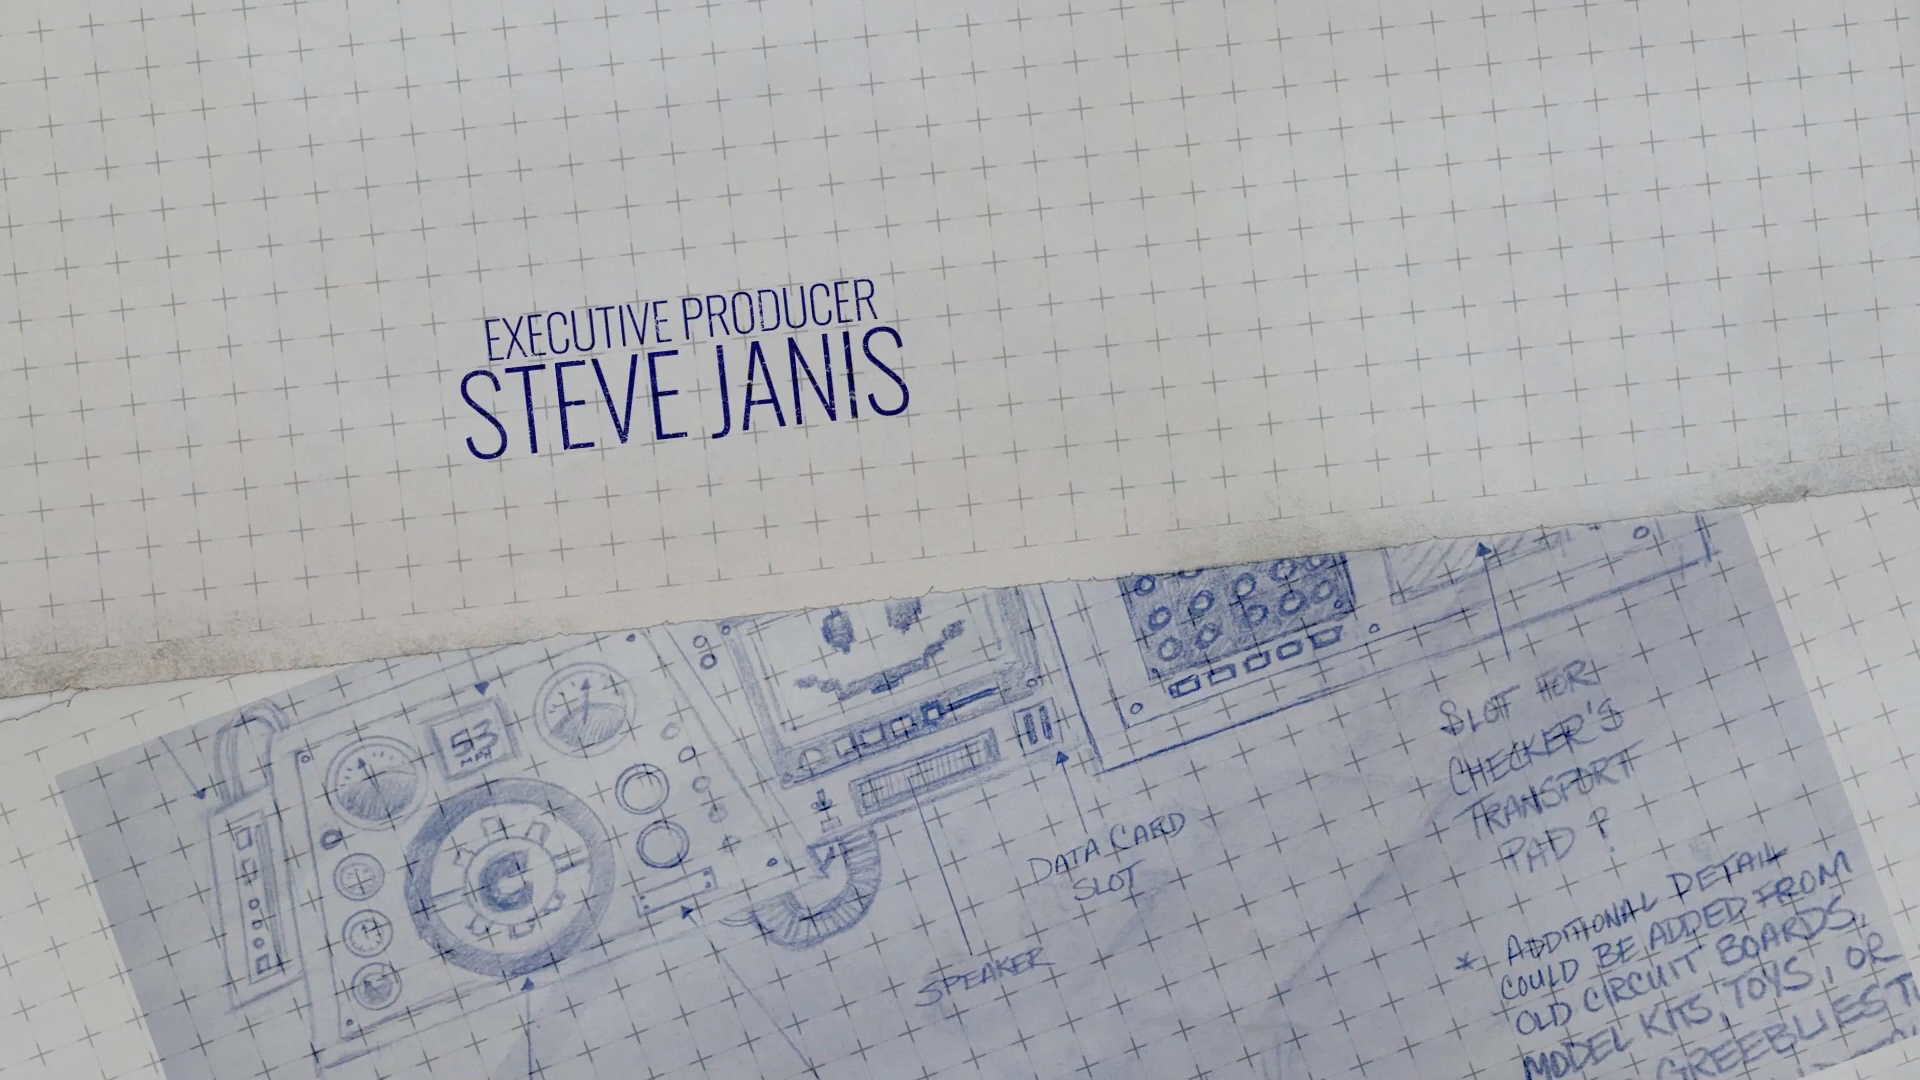 EXECUTIVE PRODUCER
STEVE JANIS
53
MPH
C
DATA CARD
SLOT
SPEAKER
SLOT FOR
CHECKER'S
TRANSPORT
PAD ?
* ADDITIONAL DETAIL
COULD BE ADDED FROM
OLD CIRCUIT BOARDS,
MODEL KITS, TOYS, OR
GREEBLIES